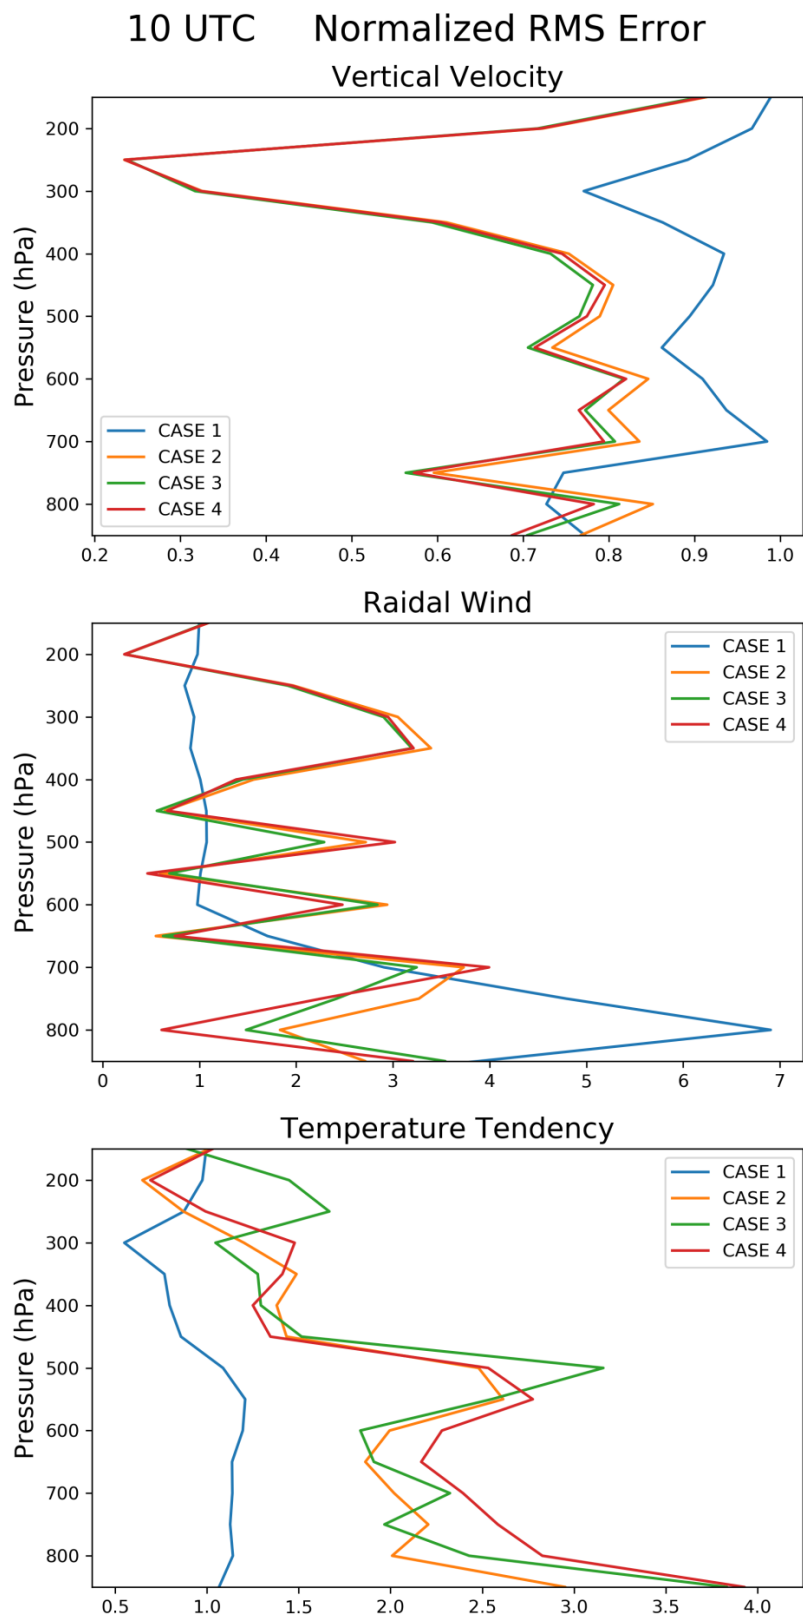 10 UTC Normalized RMS Error
Vertical Velocity
Pressure (hPa)
200
300
400
500
600
700
800
CASE 1
CASE 2
CASE 3
CASE 4
0.2 0.3 0.4 0.5 0.6 0.7 0.8 0.9 1.0
Raidal Wind
Pressure (hPa)
200
300
400
500
600
700
800
CASE 1
CASE 2
CASE 3
CASE 4
0 1 2 3 4 5 6 7
Temperature Tendency
Pressure (hPa)
200
300
400
500
600
700
800
CASE 1
CASE 2
CASE 3
CASE 4
0.5 1.0 1.5 2.0 2.5 3.0 3.5 4.0